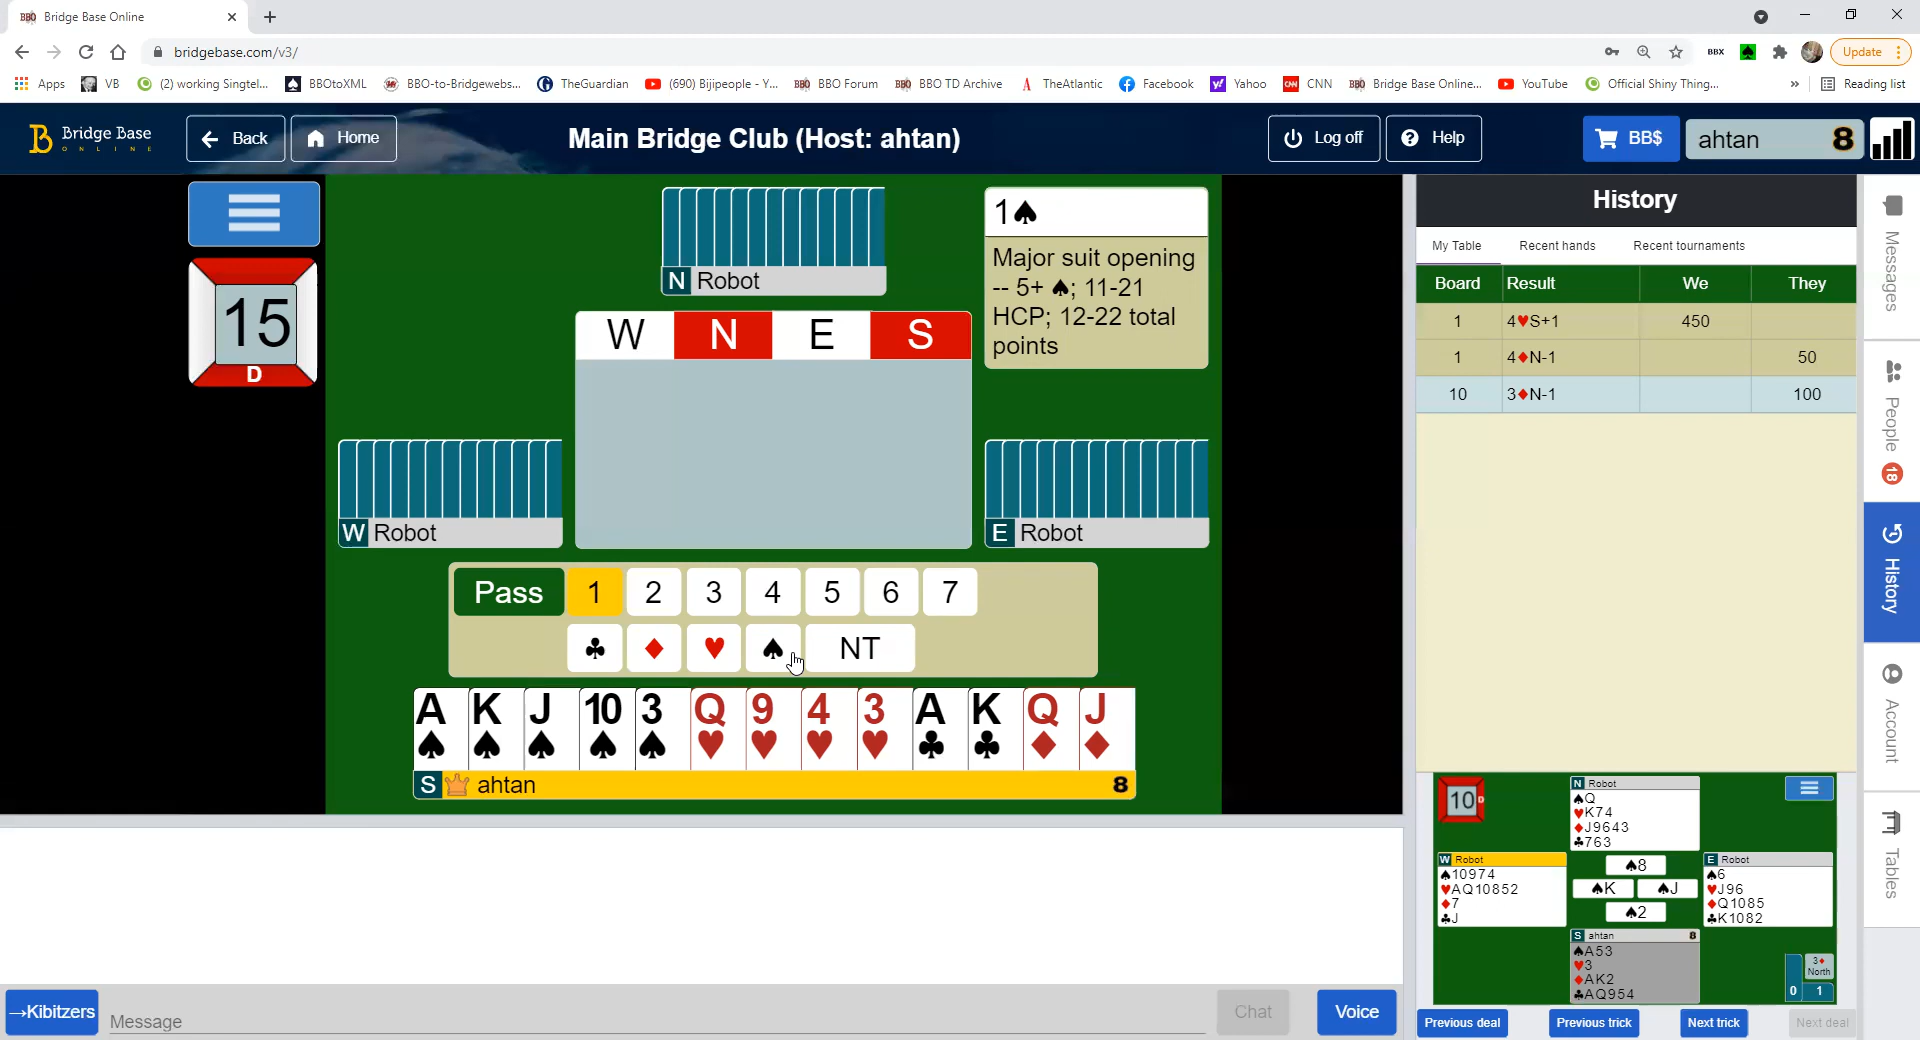 BBO Bridge Base Online
bridgebase.com/v3/
BBX
Update
Apps
VB
(2) working Singtel...
BBOtoXML
BBO-to-Bridgewebs...
TheGuardian
(690) Bijipeople - Y...
BBO BBO Forum
BBO BBO TD Archive
TheAtlantic
Facebook
Yahoo
CNN CNN
BBO Bridge Base Online...
YouTube
Official Shiny Thing...
»
Reading list
B Bridge Base
ONLINE
Back
Home
Main Bridge Club (Host: ahtan)
Log off
Help
BB$
ahtan 8
15
D
N Robot
1♠
Major suit opening
-- 5+ ♠; 11-21
HCP; 12-22 total
points
W N E S
W Robot
E Robot
Pass 1 2 3 4 5 6 7
♣ ♦ ♥ ♠ NT
A K J 10 3 Q 9 4 3 A K Q J
♠ ♠ ♠ ♠ ♠ ♥ ♥ ♥ ♥ ♣ ♣ ♦ ♦
S ahtan 8
→Kibitzers
Message
Chat
Voice
History
My Table Recent hands Recent tournaments
Board Result We They
1 4♥S+1 450
1 4♦N-1 50
10 3♦N-1 100
10 D
N Robot
♠Q
♥K74
♦J9643
♣763
W Robot
♠10974
♥AQ10852
♦7
♣J
♠8
♠K ♠J
♠2
E Robot
♠6
♥J96
♦Q1085
♣K1082
S ahtan 8
♠A53
♥3
♦AK2
♣AQ954
3♦
North
0 1
Previous deal
Previous trick
Next trick
Next deal
Messages
People 18
History
Account
Tables